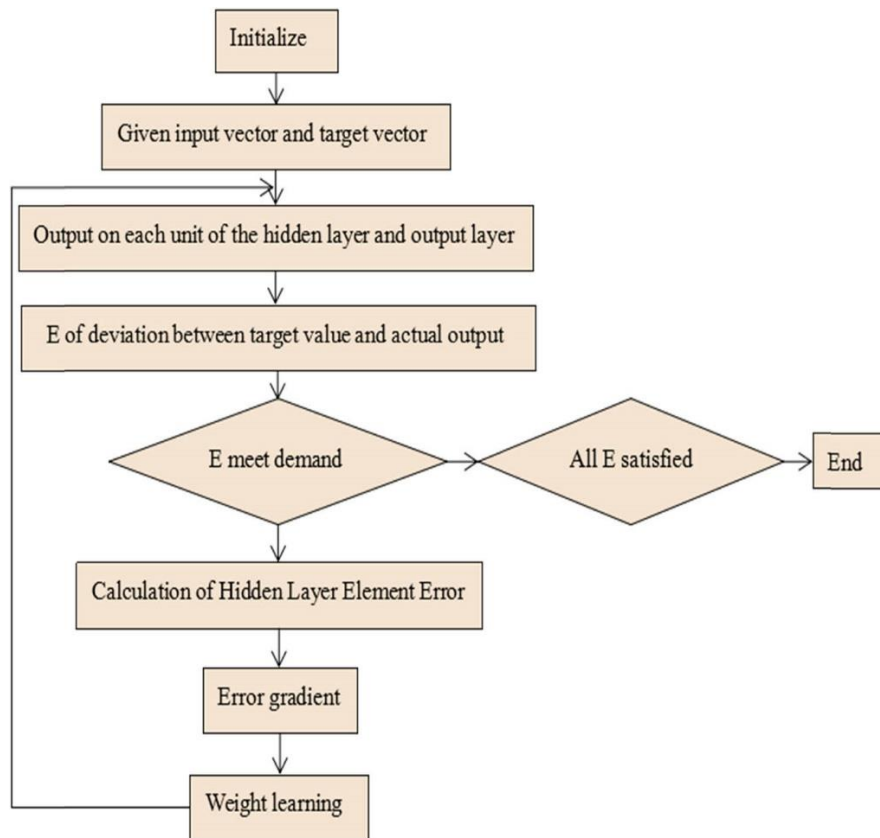 Initialize
Given input vector and target vector
Output on each unit of the hidden layer and output layer
E of deviation between target value and actual output
E meet demand
All E satisfied
End
Calculation of Hidden Layer Element Error
Error gradient
Weight learning